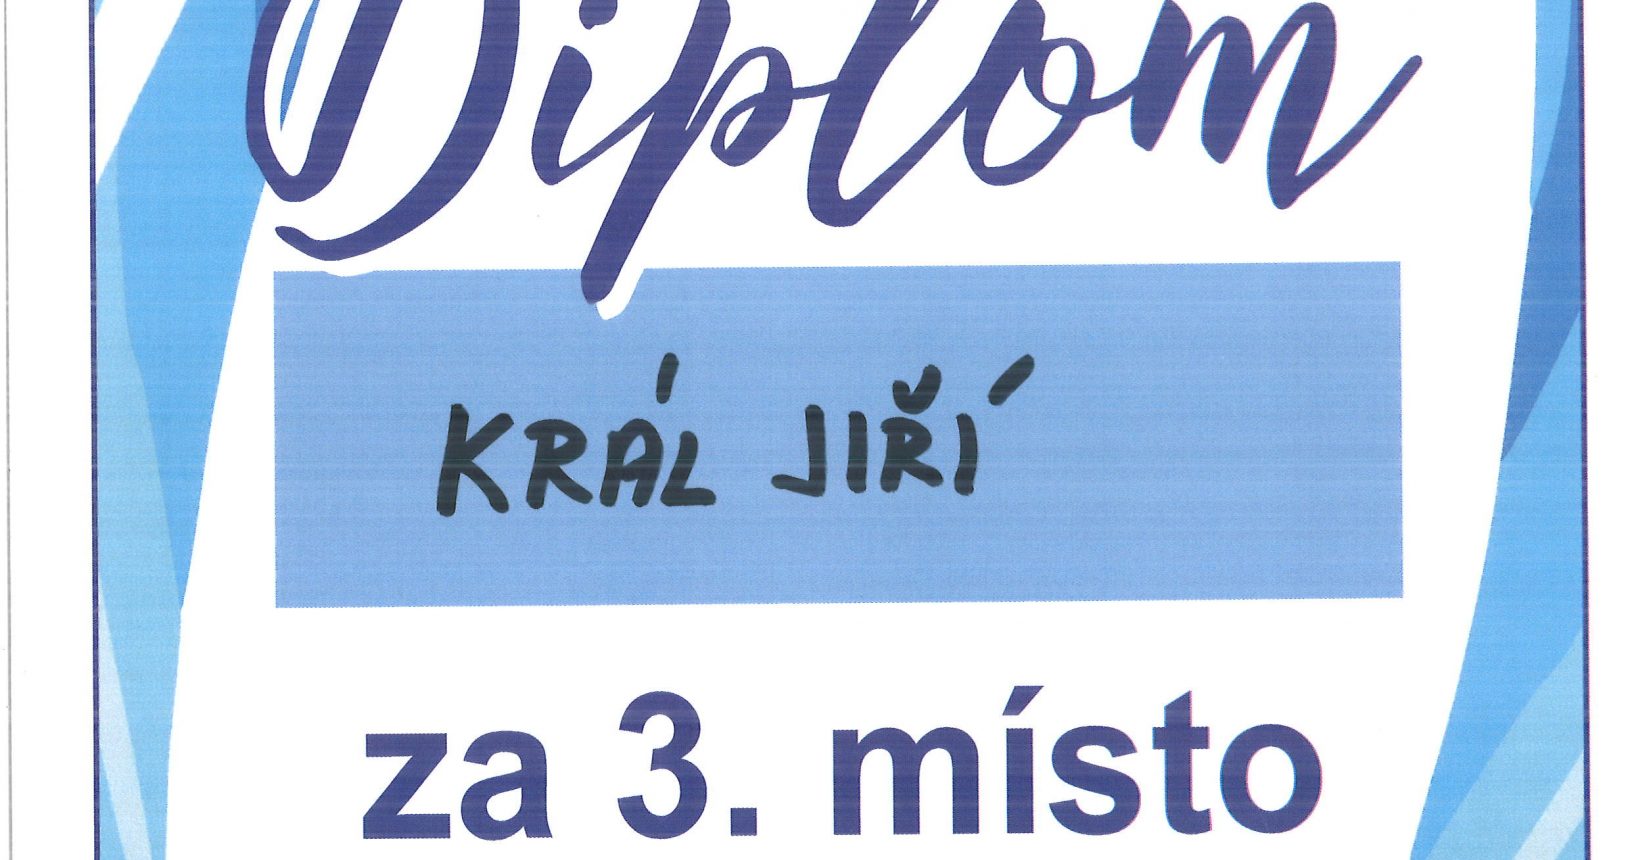 Diplom
KRÁL JIŘÍ
za 3. místo